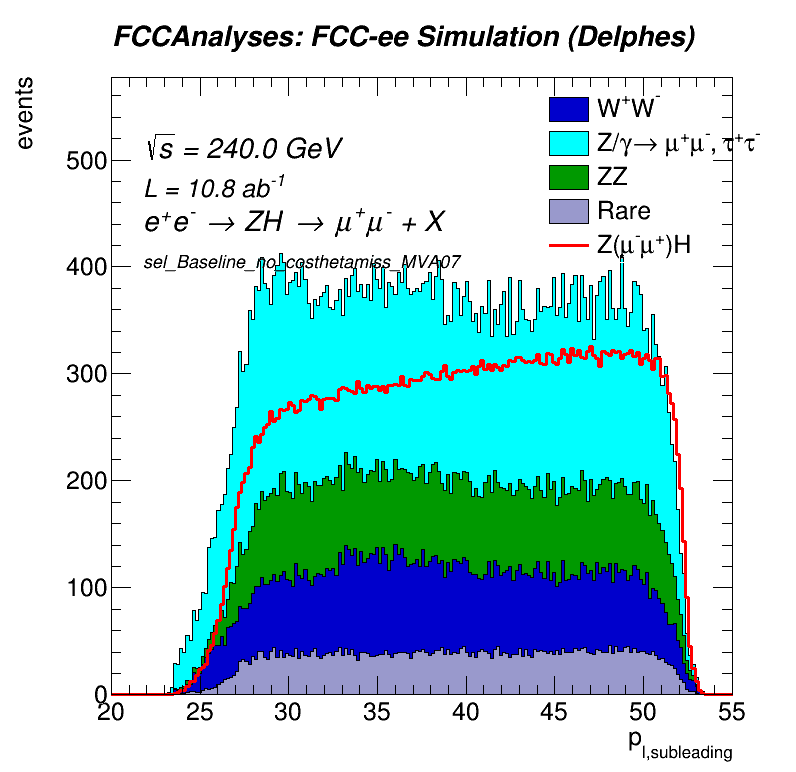 FCCAnalyses: FCC-ee Simulation (Delphes)
events
√s = 240.0 GeV
L = 10.8 ab⁻¹
e⁺e⁻ → ZH → μ⁺μ⁻ + X
sel_Baseline_no_costhetamiss_MVA07
W⁺W⁻
Z/γ→ μ⁺μ⁻, τ⁺τ⁻
ZZ
Rare
Z(μ⁻μ⁺)H
500
400
300
200
100
0
20 25 30 35 40 45 50 55
p_l,subleading